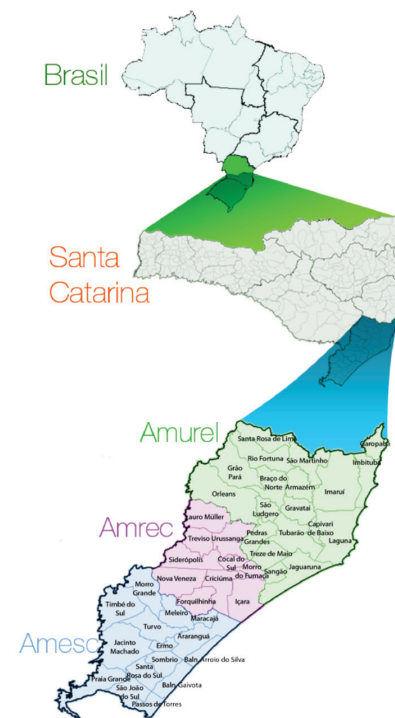 Brasil
Santa
Catarina
Amurel
Santa Rosa de Lima
Garopaba
Rio Fortuna
São Martinho
Imbituba
Grão
Pará
Braço do
Norte
Armazém
Imaruí
Orleans
São
Ludgero
Gravatal
Capivari
de Baixo
Tubarão
Laguna
Pedras
Grandes
Treze de Maio
Jaguaruna
Sangão
Amrec
Lauro Müller
Treviso
Urussanga
Siderópolis
Cocal do
Sul
Morro
da Fumaça
Nova Veneza
Criciúma
Forquilhinha
Içara
Amesc
Morro
Grande
Timbé do
Sul
Meleiro
Maracajá
Turvo
Araranguá
Jacinto
Machado
Ermo
Sombrio
Baln. Arroio do Silva
Santa
Rosa do Sul
Praia Grande
São João
do Sul
Baln. Gaivota
Passos de Torres